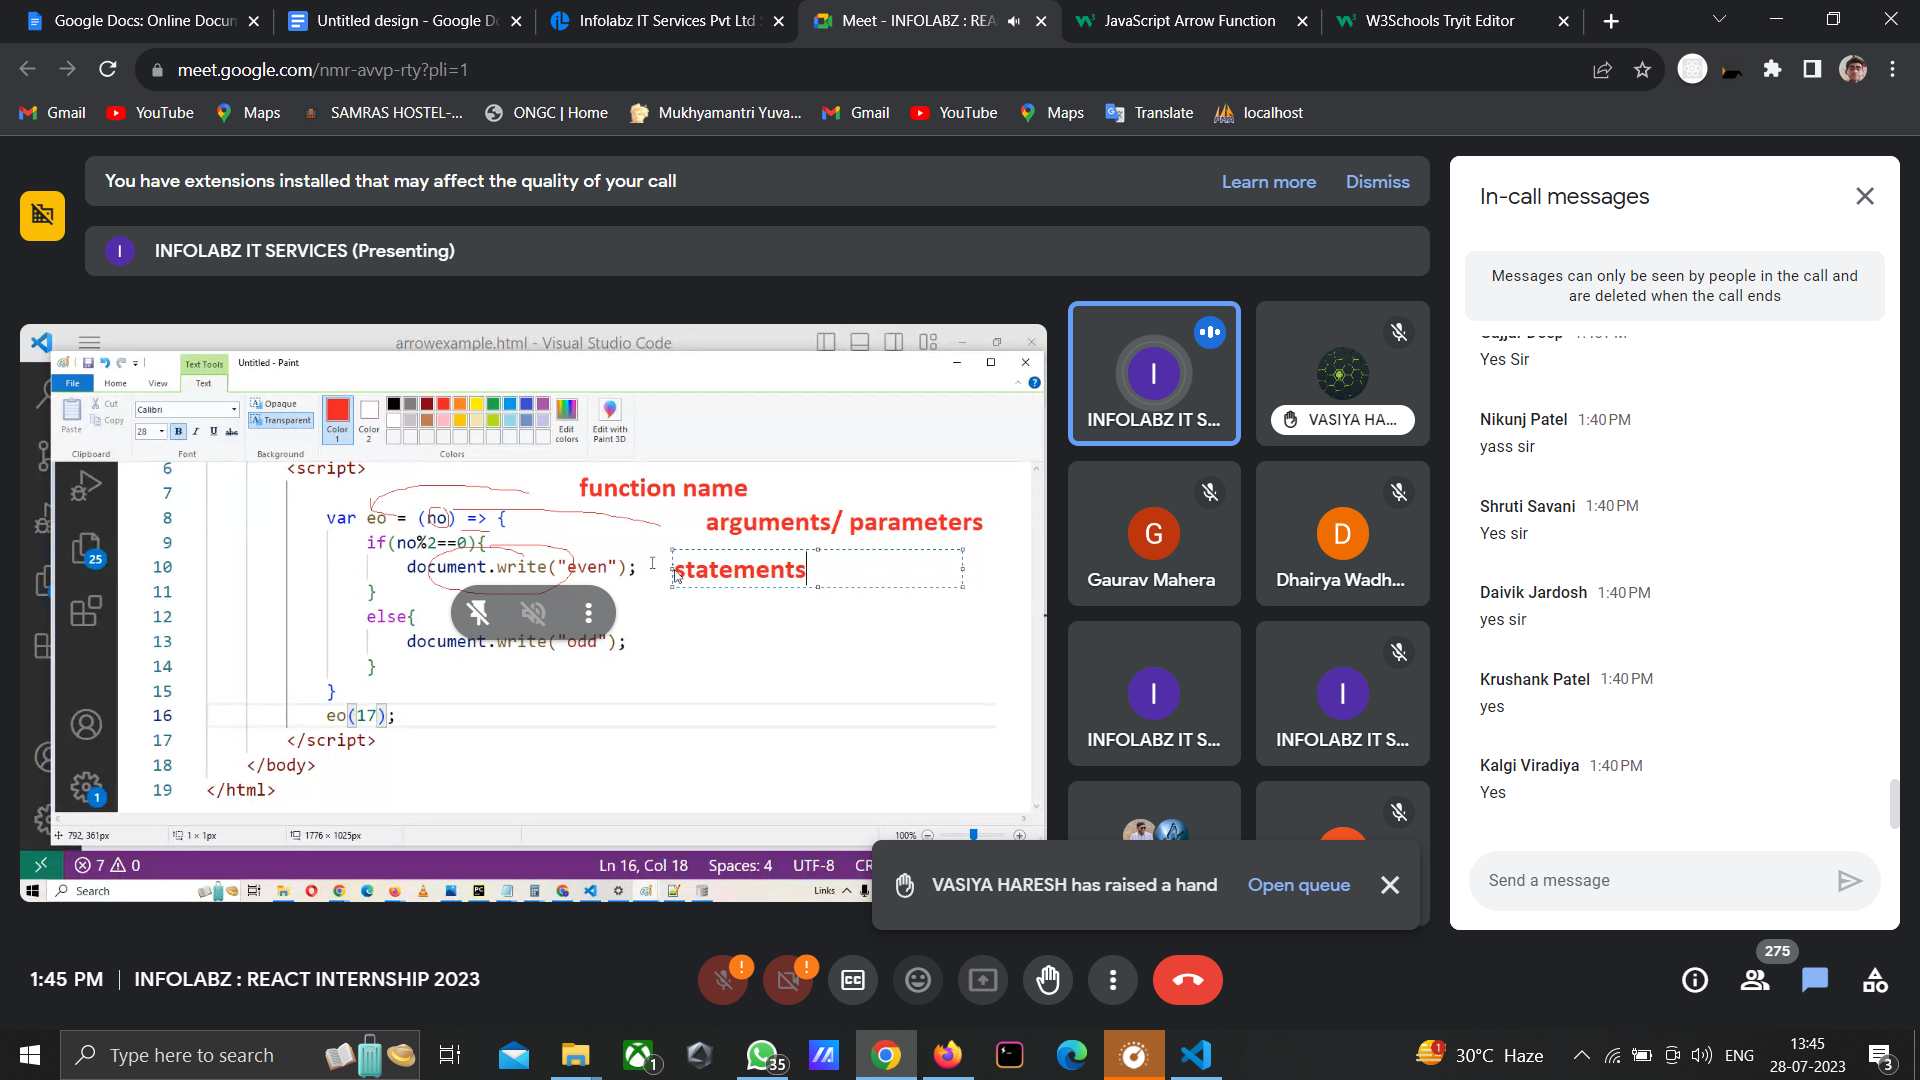 Google Docs: Online Docum
Untitled design - Google Do
Infolabz IT Services Pvt Ltd
Meet - INFOLABZ : REA
JavaScript Arrow Function
W3Schools Tryit Editor
meet.google.com/nmr-avvp-rty?pli=1
Gmail
YouTube
Maps
SAMRAS HOSTEL-...
ONGC | Home
Mukhyamantri Yuva...
Gmail
YouTube
Maps
Translate
localhost
You have extensions installed that may affect the quality of your call
Learn more
Dismiss
I INFOLABZ IT SERVICES (Presenting)
arrowexample.html - Visual Studio Code
Text Tools
Untitled - Paint
File
Home
View
Text
Paste
Cut
Copy
Clipboard
Calibri
28
B I U abc
Font
Opaque
Transparent
Background
Color 1
Color 2
Edit colors
Colors
Edit with Paint 3D
6 <script>
7
function name
8 var eo = (no) => {
arguments/ parameters
9 if(no%2==0){
10 document.write("even");
statements
11 }
12 else{
13 document.write("odd");
14 }
15 }
16 eo(17);
17 </script>
18 </body>
19 </html>
25
1
792, 361px
1 × 1px
1776 × 1025px
100%
7 0
Ln 16, Col 18
Spaces: 4
UTF-8
Search
Links
I
INFOLABZ IT S...
VASIYA HA...
G
Gaurav Mahera
D
Dhairya Wadh...
I
INFOLABZ IT S...
I
INFOLABZ IT S...
VASIYA HARESH has raised a hand
Open queue
In-call messages
Messages can only be seen by people in the call and
are deleted when the call ends
Yes Sir
Nikunj Patel 1:40 PM
yass sir
Shruti Savani 1:40 PM
Yes sir
Daivik Jardosh 1:40 PM
yes sir
Krushank Patel 1:40 PM
yes
Kalgi Viradiya 1:40 PM
Yes
Send a message
1:45 PM | INFOLABZ : REACT INTERNSHIP 2023
CC
275
Type here to search
1
35
30°C Haze
ENG
13:45
28-07-2023
3